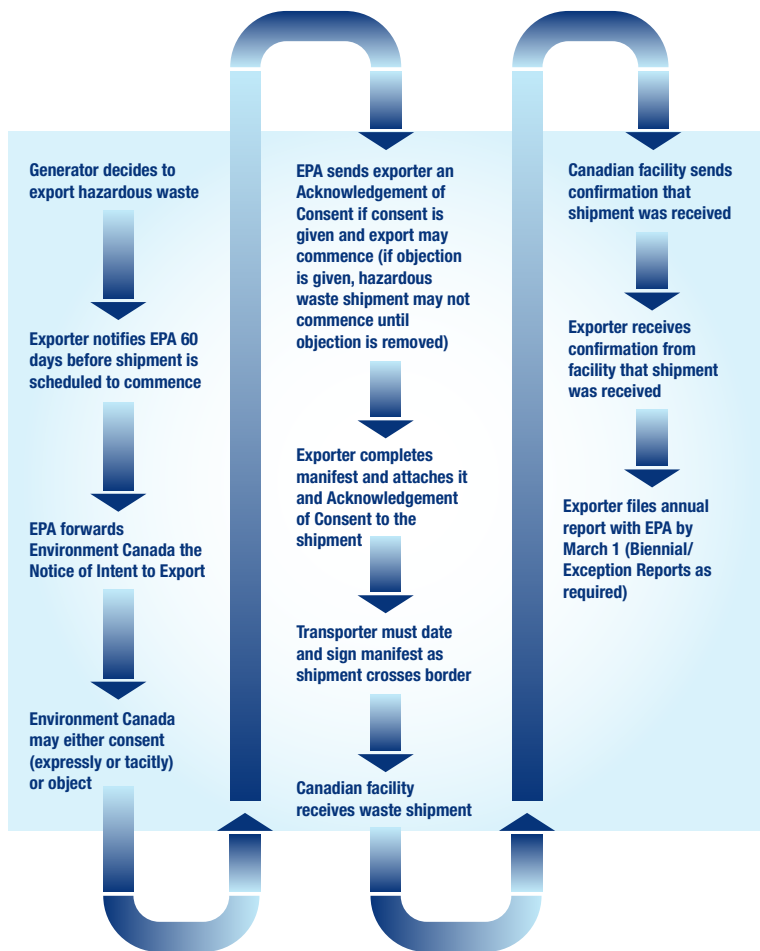 Generator decides to
export hazardous waste
Exporter notifies EPA 60
days before shipment is
scheduled to commence
EPA forwards
Environment Canada the
Notice of Intent to Export
Environment Canada
may either consent
(expressly or tacitly)
or object
EPA sends exporter an
Acknowledgement of
Consent if consent is
given and export may
commence (if objection
is given, hazardous
waste shipment may not
commence until
objection is removed)
Exporter completes
manifest and attaches it
and Acknowledgement
of Consent to the
shipment
Transporter must date
and sign manifest as
shipment crosses border
Canadian facility
receives waste shipment
Canadian facility sends
confirmation that
shipment was received
Exporter receives
confirmation from
facility that shipment
was received
Exporter files annual
report with EPA by
March 1 (Biennial/
Exception Reports as
required)